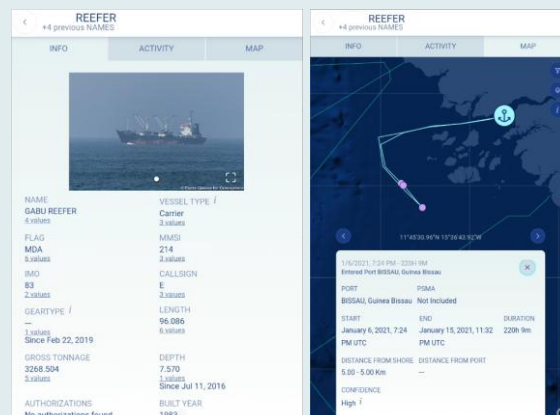 REEFER
+4 previous NAMES
INFO
ACTIVITY
MAP
NAME
GABU REEFER
4 values
VESSEL TYPE i
Carrier
3 values
FLAG
MDA
6 values
MMSI
214
3 values
IMO
83
2 values
CALLSIGN
E
3 values
GEARTYPE i
—
1 values
Since Feb 22, 2019
LENGTH
96.086
6 values
GROSS TONNAGE
3268.504
5 values
DEPTH
7.570
1 values
Since Jul 11, 2016
AUTHORIZATIONS
No authorizations found
BUILT YEAR
1983
REEFER
+4 previous NAMES
INFO
ACTIVITY
MAP
1/6/2021, 7:24 PM - 220H 9M
Entered Port BISSAU, Guinea Bissau
PORT
BISSAU, Guinea Bissau
PSMA
Not Included
START
January 6, 2021, 7:24
PM UTC
END
January 15, 2021, 11:32
PM UTC
DURATION
220h 9m
DISTANCE FROM SHORE
5.00 - 5.00 Km
DISTANCE FROM PORT
—
CONFIDENCE
High i